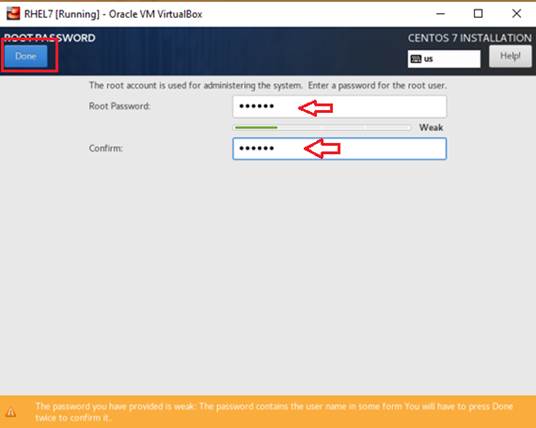 RHEL7 [Running] - Oracle VM VirtualBox
ROOT PASSWORD
CENTOS 7 INSTALLATION
Done
us
Help!
The root account is used for administering the system. Enter a password for the root user.
Root Password:
••••••
Weak
Confirm:
••••••
The password you have provided is weak: The password contains the user name in some form You will have to press Done
twice to confirm it.